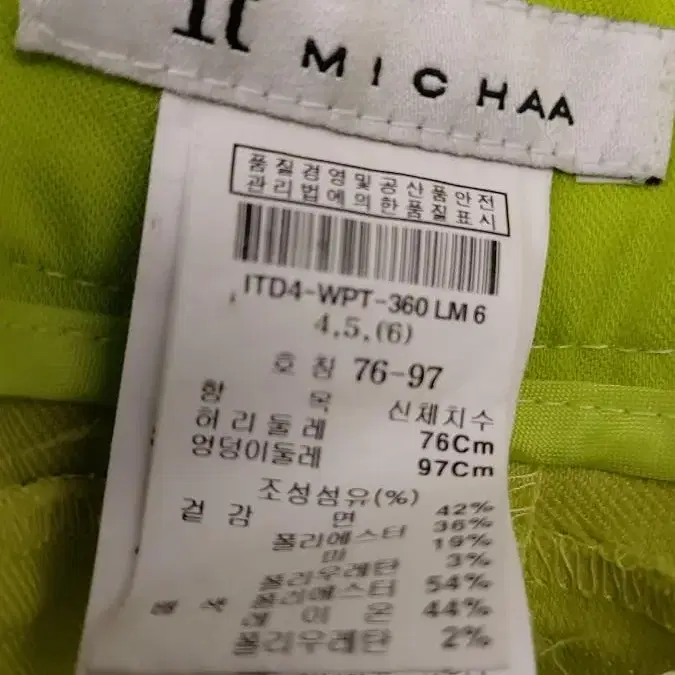 it MICHAA
품질경영및공산품안전
관리법에의한품질표시
ITD4-WPT-360 LM 6
4,5,(6)
호 칭 76-97
항 목 신체치수
허리둘레 76Cm
엉덩이둘레 97Cm
조성섬유(%)
겉 감 면 42%
폴리에스터 36%
마 19%
폴리우레탄 3%
배색 폴리에스터 54%
레 이 온 44%
폴리우레탄 2%